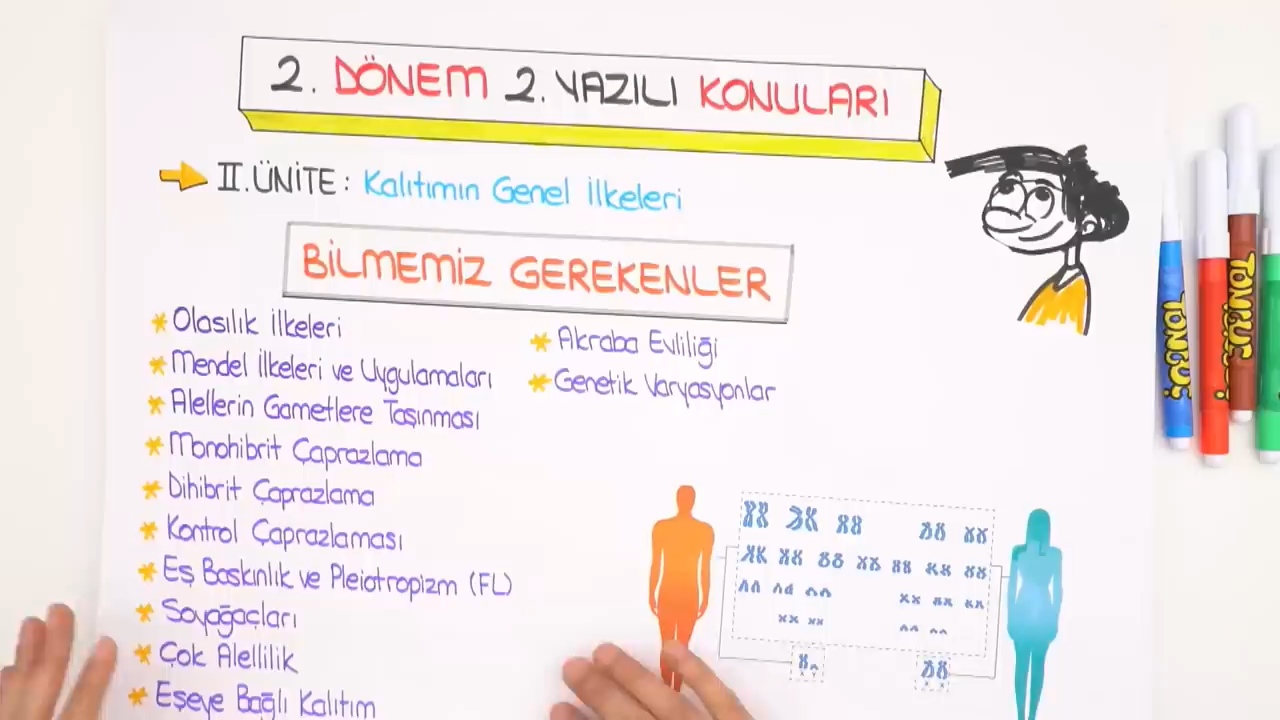 2. DÖNEM 2. YAZILI KONULARI
II. ÜNİTE: Kalıtımın Genel İlkeleri
BİLMEMİZ GEREKENLER
* Olasılık İlkeleri
* Mendel İlkeleri ve Uygulamaları
* Alellerin Gametlere Taşınması
* Monohibrit Çaprazlama
* Dihibrit Çaprazlama
* Kontrol Çaprazlaması
* Eş Baskınlık ve Pleiotropizm (FL)
* Soyağaçları
* Çok Alellilik
* Eşeye Bağlı Kalıtım
* Akraba Evliliği
* Genetik Varyasyonlar